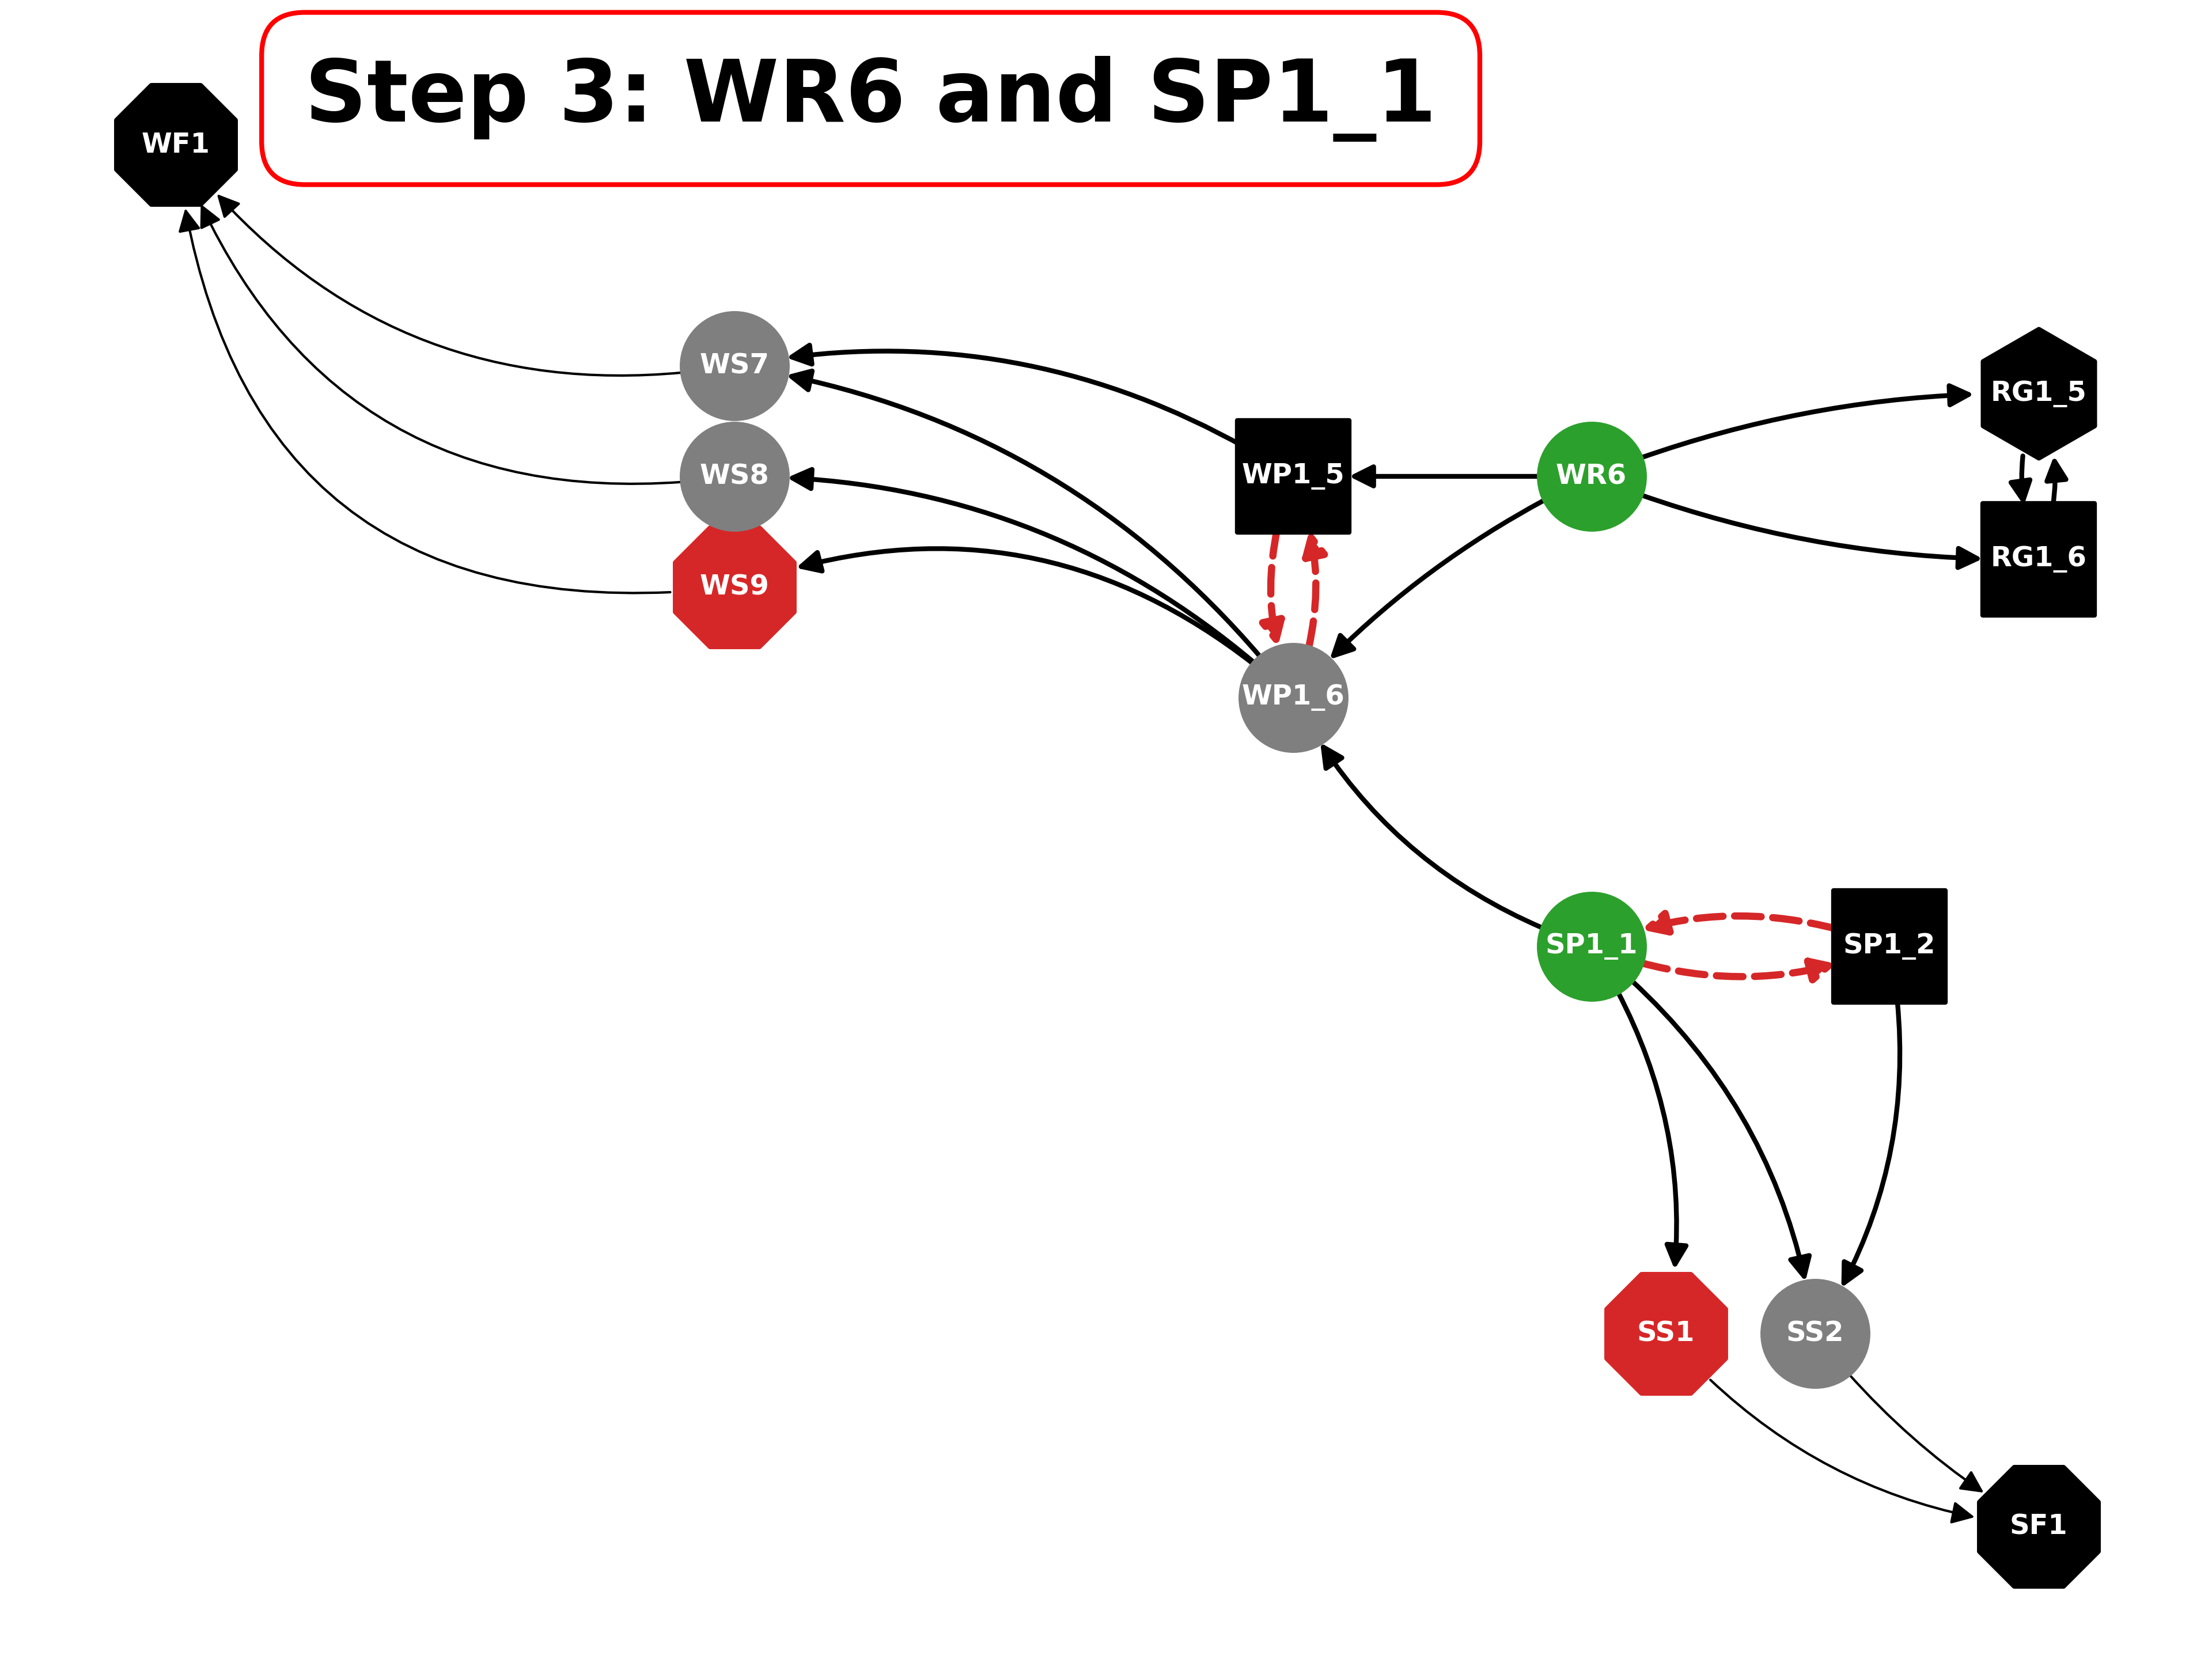 Step 3: WR6 and SP1_1
WF1
WS7
WS8
WS9
WP1_5
WR6
RG1_5
RG1_6
WP1_6
SP1_1
SP1_2
SS1
SS2
SF1